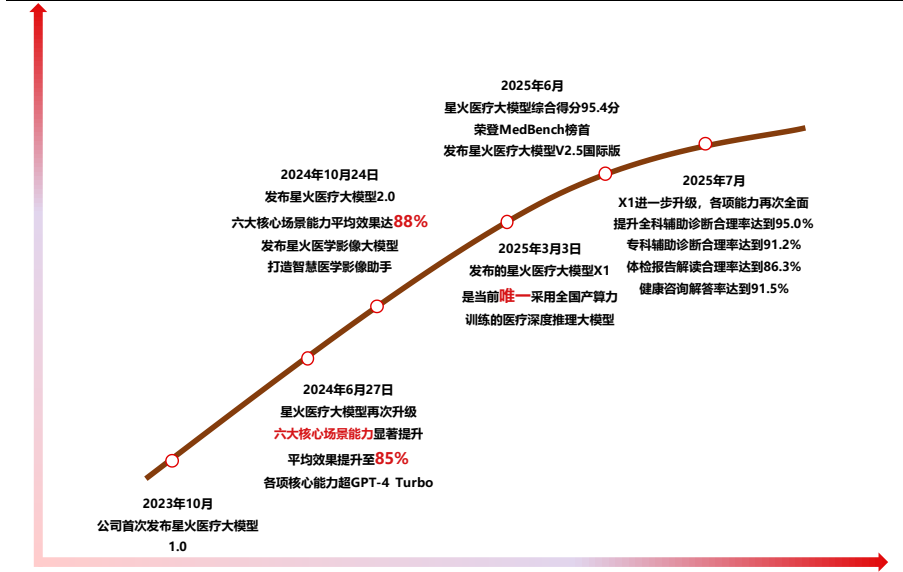 2025年6月
星火医疗大模型综合得分95.4分
荣登MedBench榜首
发布星火医疗大模型V2.5国际版
2024年10月24日
发布星火医疗大模型2.0
六大核心场景能力平均效果达88%
发布星火医学影像大模型
打造智慧医学影像助手
2025年7月
X1进一步升级，各项能力再次全面
提升全科辅助诊断合理率达到95.0%
专科辅助诊断合理率达到91.2%
体检报告解读合理率达到86.3%
健康咨询解答率达到91.5%
2025年3月3日
发布的星火医疗大模型X1
是当前唯一采用全国产算力
训练的医疗深度推理大模型
2024年6月27日
星火医疗大模型再次升级
六大核心场景能力显著提升
平均效果提升至85%
各项核心能力超GPT-4 Turbo
2023年10月
公司首次发布星火医疗大模型
1.0